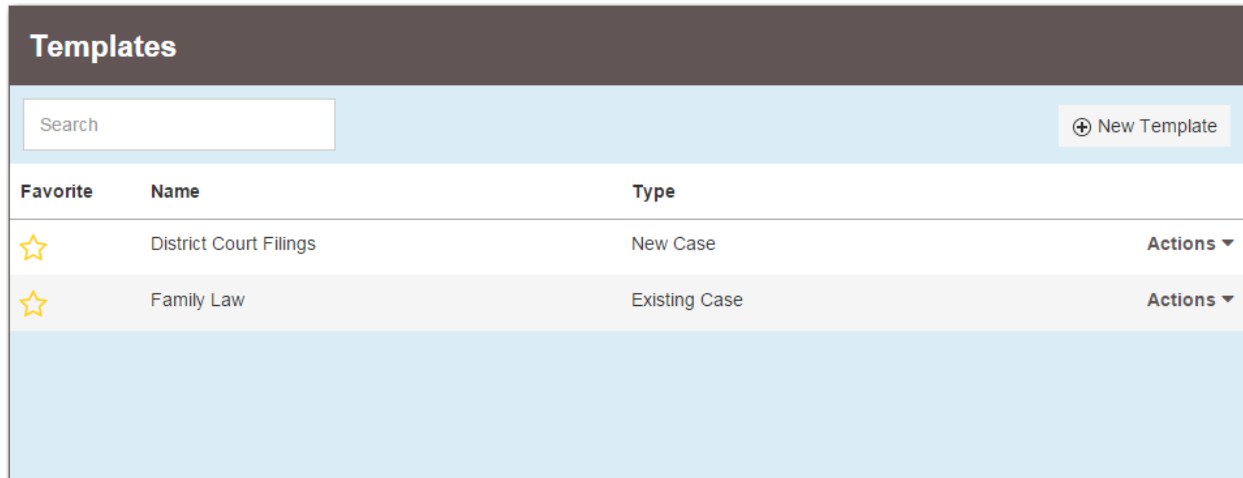 Templates
Search
New Template
Favorite Name Type
District Court Filings New Case Actions
Family Law Existing Case Actions